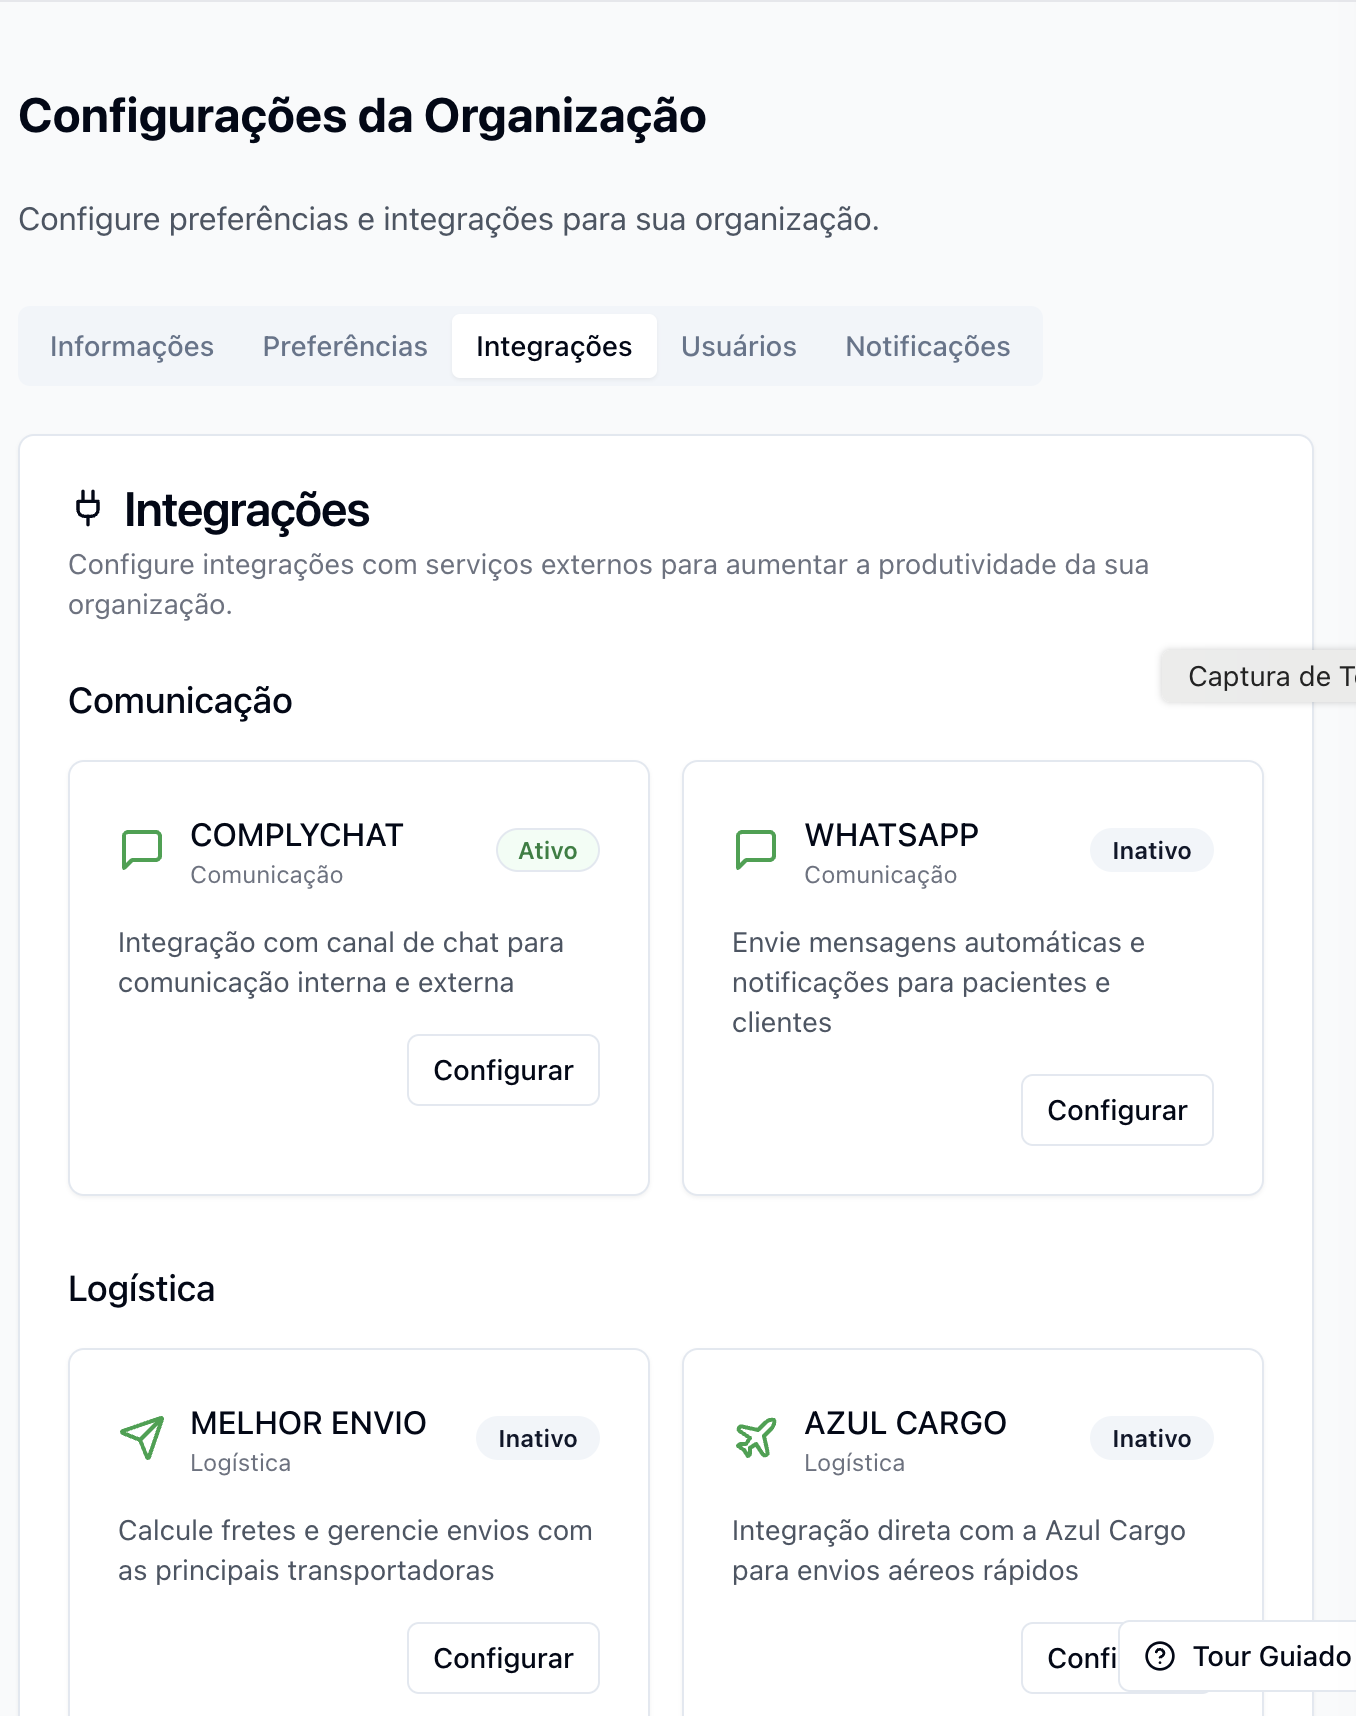 Configurações da Organização
Configure preferências e integrações para sua organização.
Informações Preferências Integrações Usuários Notificações
Integrações
Configure integrações com serviços externos para aumentar a produtividade da sua
organização.
Captura de T
Comunicação
COMPLYCHAT
Comunicação
Ativo
Integração com canal de chat para
comunicação interna e externa
Configurar
WHATSAPP
Comunicação
Inativo
Envie mensagens automáticas e
notificações para pacientes e
clientes
Configurar
Logística
MELHOR ENVIO
Logística
Inativo
Calcule fretes e gerencie envios com
as principais transportadoras
Configurar
AZUL CARGO
Logística
Inativo
Integração direta com a Azul Cargo
para envios aéreos rápidos
Confi
Tour Guiado